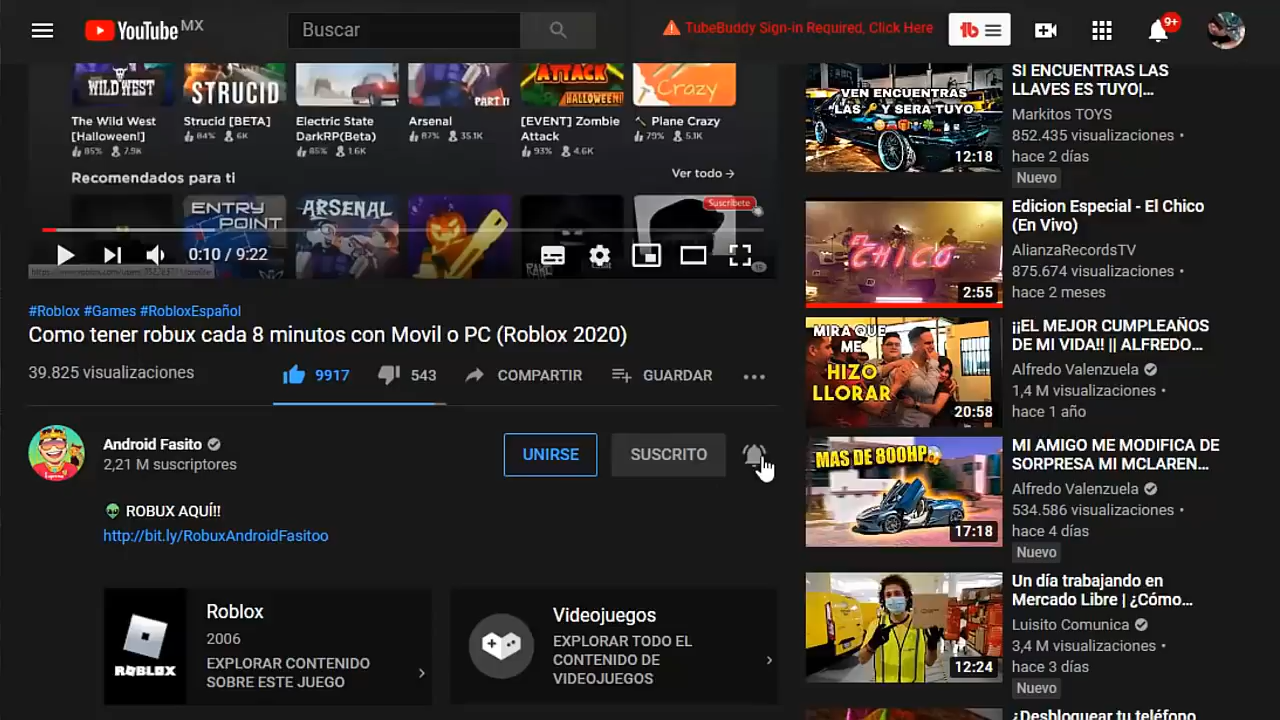 YouTube MX
Buscar
TubeBuddy Sign-in Required, Click Here
tb
9+
WILD WEST
STRUCID
PART II
ATTACK
HALLOWEEN!
Crazy
The Wild West
[Halloween!]
85% 7.9K
Strucid [BETA]
84% 6K
Electric State
DarkRP(Beta)
85% 1.6K
Arsenal
87% 35.1K
[EVENT] Zombie
Attack
93% 4.6K
Plane Crazy
79% 5.1K
Recomendados para ti
Ver todo →
ENTRY
POINT
ARSENAL
Suscríbete
0:10 / 9:22
#Roblox #Games #RobloxEspañol
Como tener robux cada 8 minutos con Movil o PC (Roblox 2020)
39.825 visualizaciones
9917
543
COMPARTIR
GUARDAR
Android Fasito
2,21 M suscriptores
UNIRSE
SUSCRITO
ROBUX AQUÍ!!
http://bit.ly/RobuxAndroidFasitoo
ROBLOX
Roblox
2006
EXPLORAR CONTENIDO
SOBRE ESTE JUEGO
Videojuegos
EXPLORAR TODO EL
CONTENIDO DE
VIDEOJUEGOS
VEN ENCUENTRAS
LAS Y SERA TUYO
12:18
SI ENCUENTRAS LAS
LLAVES ES TUYO|...
Markitos TOYS
852.435 visualizaciones •
hace 2 días
Nuevo
EL
CHICO
2:55
Edicion Especial - El Chico
(En Vivo)
AlianzaRecordsTV
875.674 visualizaciones •
hace 2 meses
MIRA QUE
ME
HIZO
LLORAR
20:58
¡¡EL MEJOR CUMPLEAÑOS
DE MI VIDA!! || ALFREDO...
Alfredo Valenzuela
1,4 M visualizaciones •
hace 1 año
MAS DE 800HP
17:18
MI AMIGO ME MODIFICA DE
SORPRESA MI MCLAREN...
Alfredo Valenzuela
534.586 visualizaciones •
hace 4 días
Nuevo
12:24
Un día trabajando en
Mercado Libre | ¿Cómo...
Luisito Comunica
3,4 M visualizaciones •
hace 3 días
Nuevo
¿Desbloquear tu teléfono